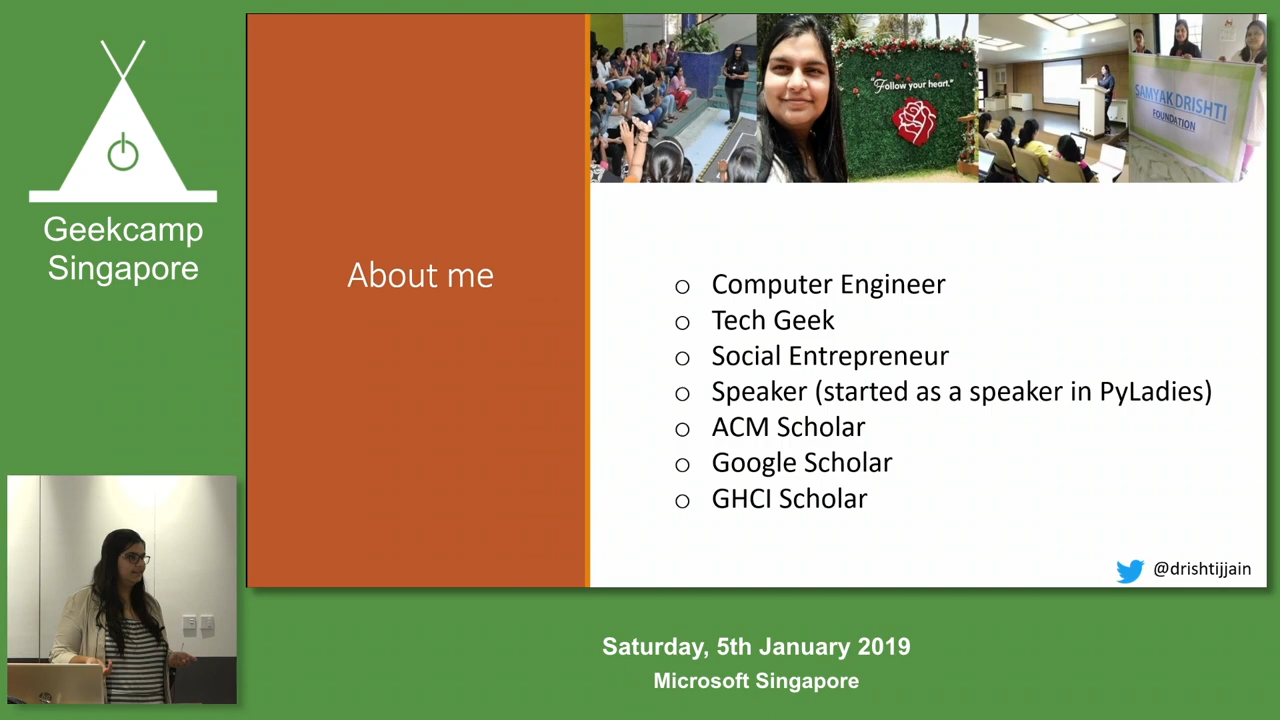 Geekcamp
Singapore
About me
"Follow your heart."
SAMYAK DRISHTI
FOUNDATION
o Computer Engineer
o Tech Geek
o Social Entrepreneur
o Speaker (started as a speaker in PyLadies)
o ACM Scholar
o Google Scholar
o GHCI Scholar
@drishtijjain
Saturday, 5th January 2019
Microsoft Singapore